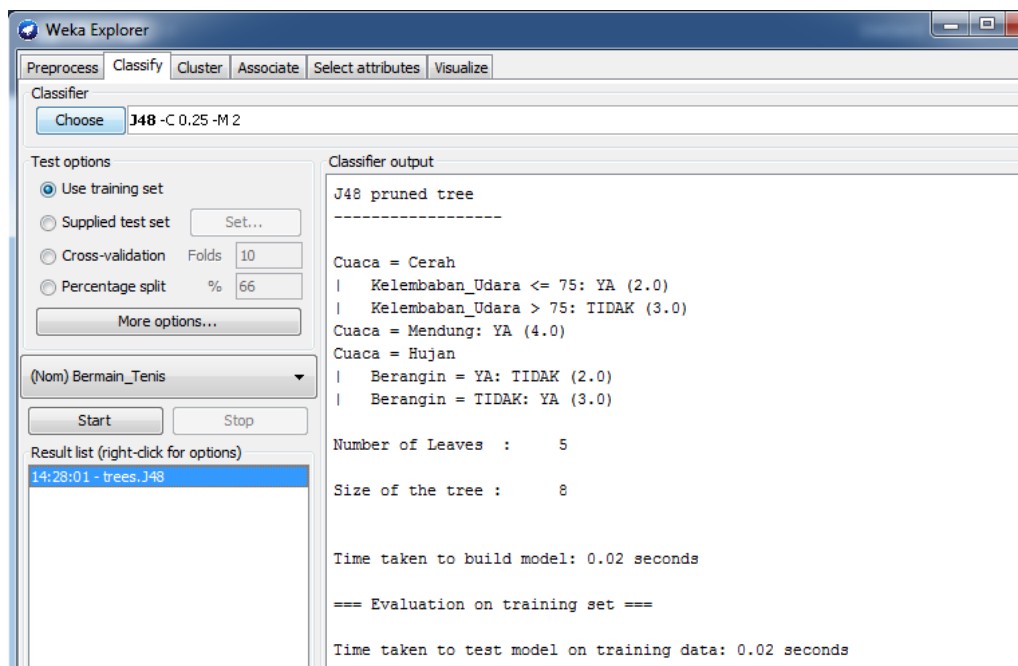 Weka Explorer
Preprocess Classify Cluster Associate Select attributes Visualize
Classifier
Choose J48 -C 0.25 -M 2
Test options
Use training set
Supplied test set Set...
Cross-validation Folds 10
Percentage split % 66
More options...
(Nom) Bermain_Tenis
Start Stop
Result list (right-click for options)
14:28:01 - trees.J48
Classifier output
J48 pruned tree
------------------
Cuaca = Cerah
|   Kelembaban_Udara <= 75: YA (2.0)
|   Kelembaban_Udara > 75: TIDAK (3.0)
Cuaca = Mendung: YA (4.0)
Cuaca = Hujan
|   Berangin = YA: TIDAK (2.0)
|   Berangin = TIDAK: YA (3.0)
Number of Leaves  :     5
Size of the tree :      8
Time taken to build model: 0.02 seconds
=== Evaluation on training set ===
Time taken to test model on training data: 0.02 seconds